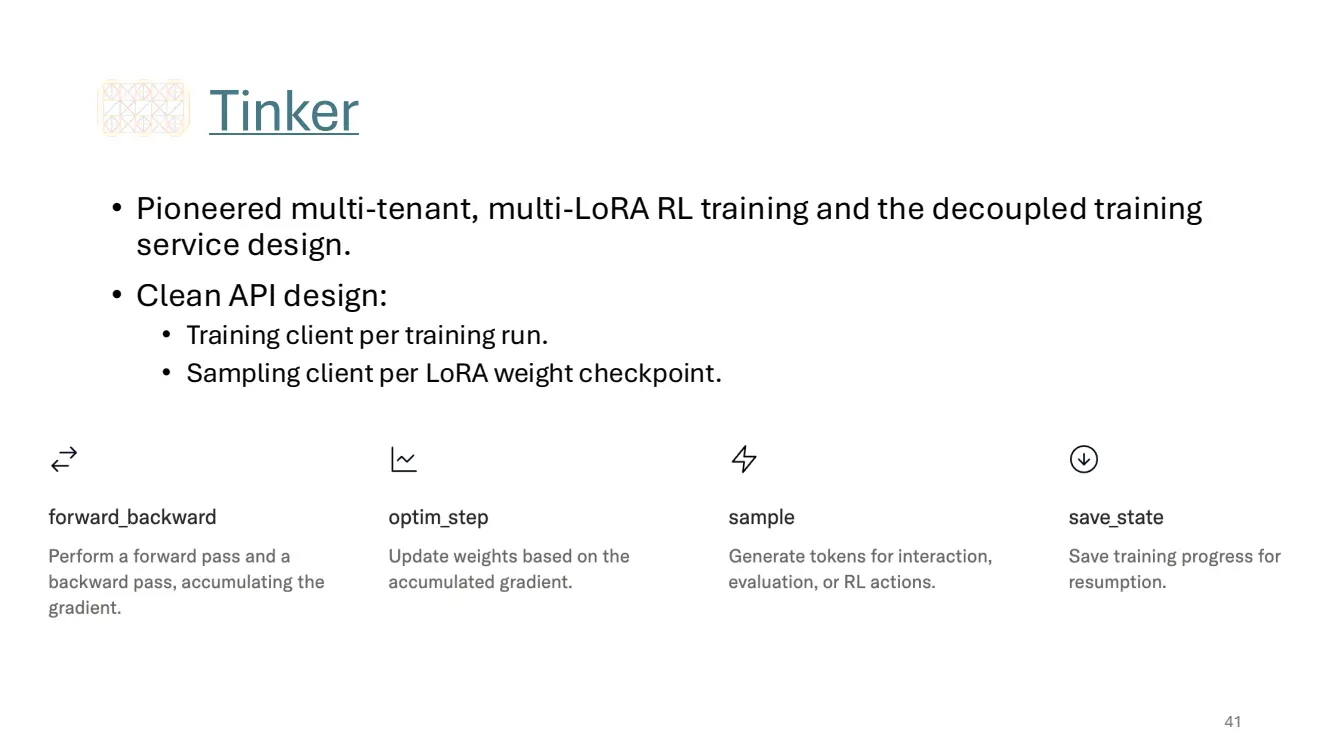 Tinker
• Pioneered multi-tenant, multi-LoRA RL training and the decoupled training
service design.
• Clean API design:
• Training client per training run.
• Sampling client per LoRA weight checkpoint.
forward_backward
Perform a forward pass and a
backward pass, accumulating the
gradient.
optim_step
Update weights based on the
accumulated gradient.
sample
Generate tokens for interaction,
evaluation, or RL actions.
save_state
Save training progress for
resumption.
41